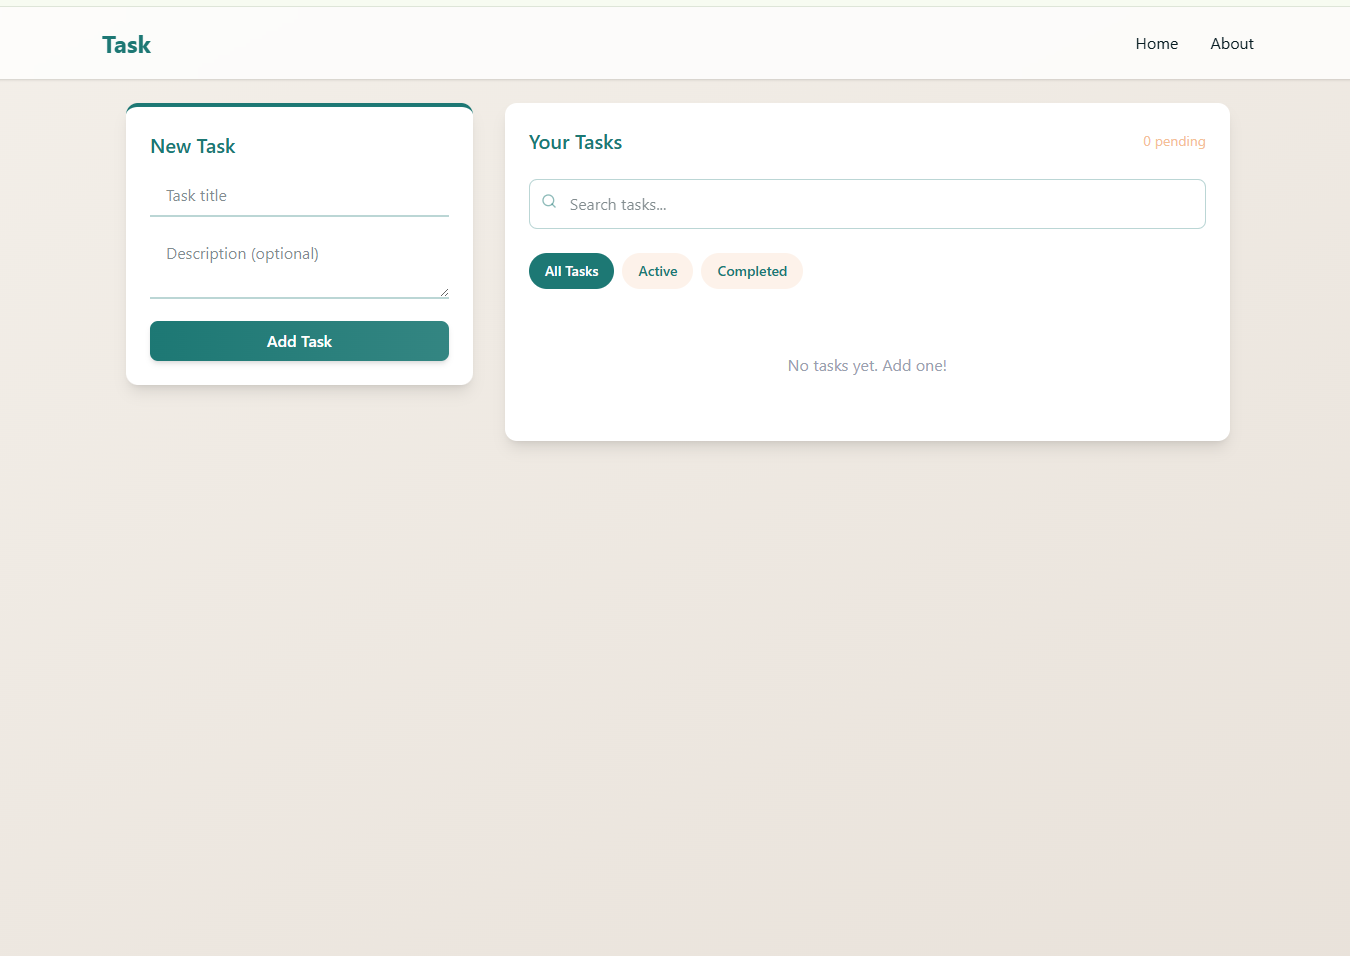 Task
Home
About
New Task
Task title
Description (optional)
Add Task
Your Tasks
0 pending
Search tasks...
All Tasks
Active
Completed
No tasks yet. Add one!